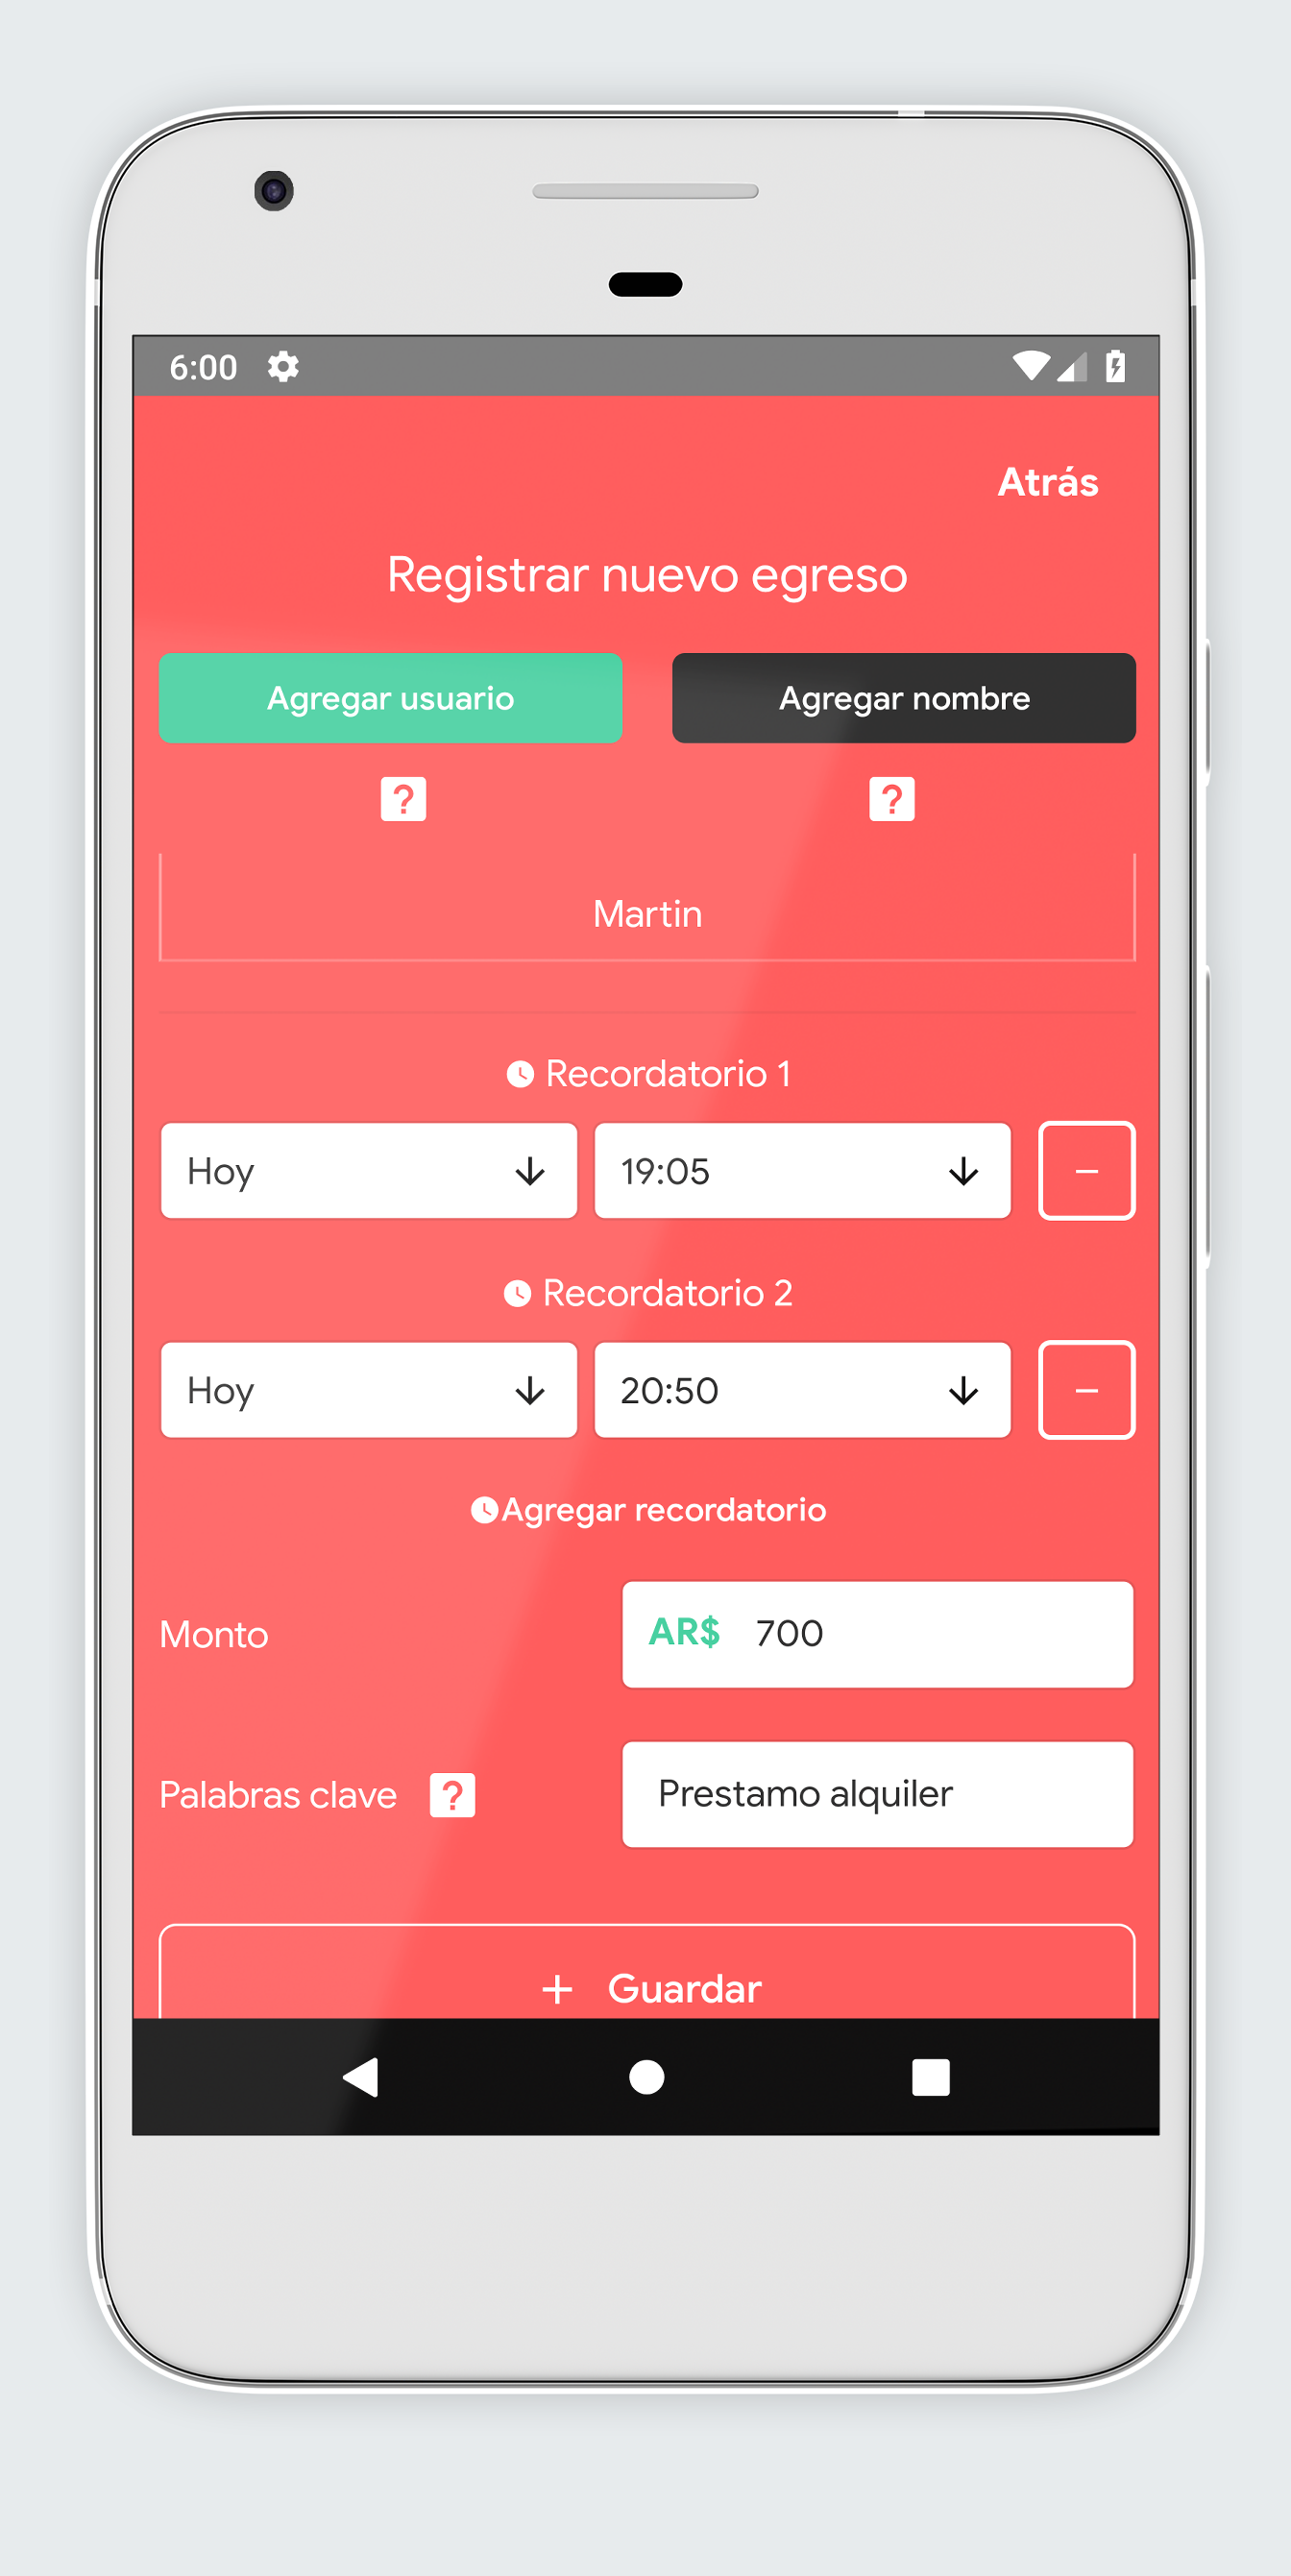 6:00
Atrás
Registrar nuevo egreso
Agregar usuario
Agregar nombre
?
?
Martin
Recordatorio 1
Hoy
19:05
Recordatorio 2
Hoy
20:50
Agregar recordatorio
Monto
AR$ 700
Palabras clave ?
Prestamo alquiler
+ Guardar